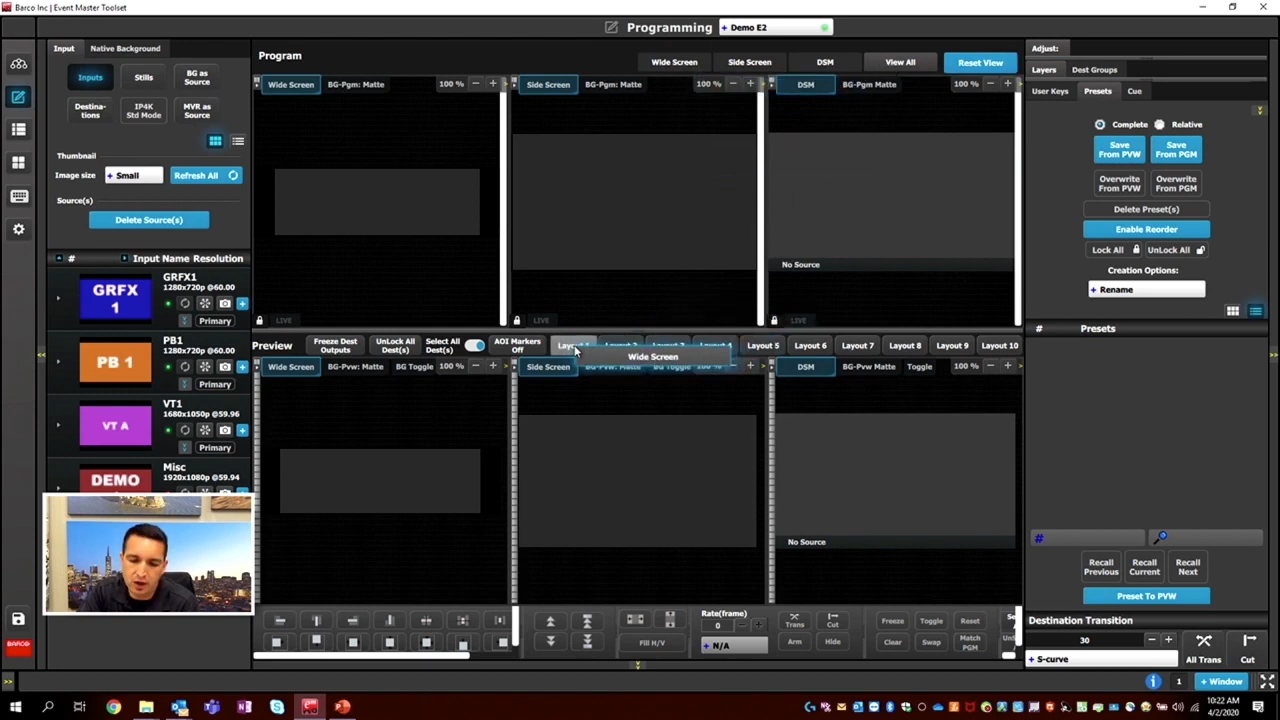 Barco Inc | Event Master Toolset
Programming
+ Demo E2
Input
Native Background
Inputs
Stills
BG as
Source
Destina-
tions
IP4K
Std Mode
MVR as
Source
Thumbnail
Image size
+ Small
Refresh All
Source(s)
Delete Source(s)
#
Input Name Resolution
GRFX
1
GRFX1
1280x720p @60.00
Primary
PB 1
PB1
1280x720p @60.00
Primary
VT A
VT1
1680x1050p @59.96
Primary
DEMO
Misc
1920x1080p @59.94
Program
Wide Screen
Side Screen
DSM
View All
Reset View
Wide Screen
BG-Pgm: Matte
100 %
Side Screen
BG-Pgm: Matte
100 %
DSM
BG-Pgm Matte
100 %
No Source
LIVE
LIVE
LIVE
Preview
Freeze Dest
Outputs
UnLock All
Dest(s)
Select All
Dest(s)
AOI Markers
Off
Layout 5
Layout 6
Layout 7
Layout 8
Layout 9
Layout 10
Wide Screen
Wide Screen
BG-Pvw: Matte
BG Toggle
100 %
Side Screen
BG-Pvw: Matte
BG Toggle
100 %
DSM
BG-Pvw Matte
Toggle
100 %
No Source
Fill H/V
Rate(frame)
0
+ N/A
Trans
Cut
Arm
Hide
Freeze
Toggle
Reset
Clear
Swap
Match
PGM
Adjust:
Layers
Dest Groups
User Keys
Presets
Cue
Complete
Relative
Save
From PVW
Save
From PGM
Overwrite
From PVW
Overwrite
From PGM
Delete Preset(s)
Enable Reorder
Lock All
UnLock All
Creation Options:
+ Rename
#
Presets
#
Recall
Previous
Recall
Current
Recall
Next
Preset To PVW
Destination Transition
30
+ S-curve
All Trans
Cut
BARCO
1
+ Window
10:22 AM
4/2/2020